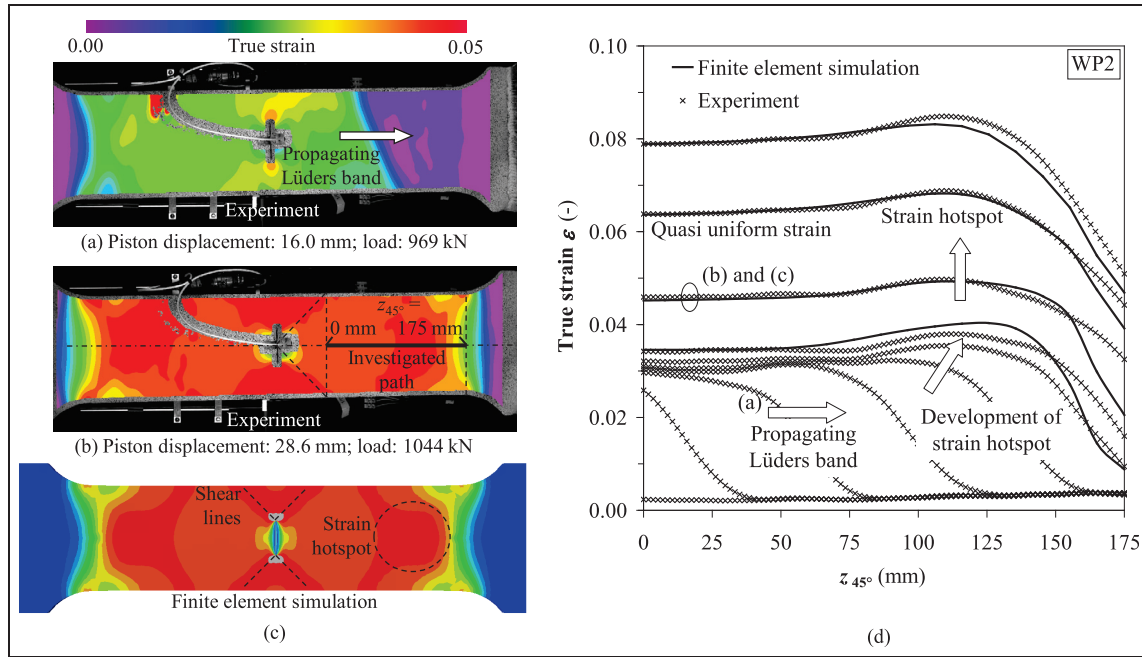 0.00
True strain
0.05
Propagating
Lüders band
Experiment
(a) Piston displacement: 16.0 mm; load: 969 kN
z45° =
0 mm 175 mm
Investigated
path
Experiment
(b) Piston displacement: 28.6 mm; load: 1044 kN
Shear
lines
Strain
hotspot
Finite element simulation
(c)
WP2
Finite element simulation
Experiment
Strain hotspot
Quasi uniform strain
(b) and (c)
(a)
Propagating
Lüders band
Development of
strain hotspot
True strain ε (-)
0.10
0.08
0.06
0.04
0.02
0.00
0 25 50 75 100 125 150 175
z 45° (mm)
(d)